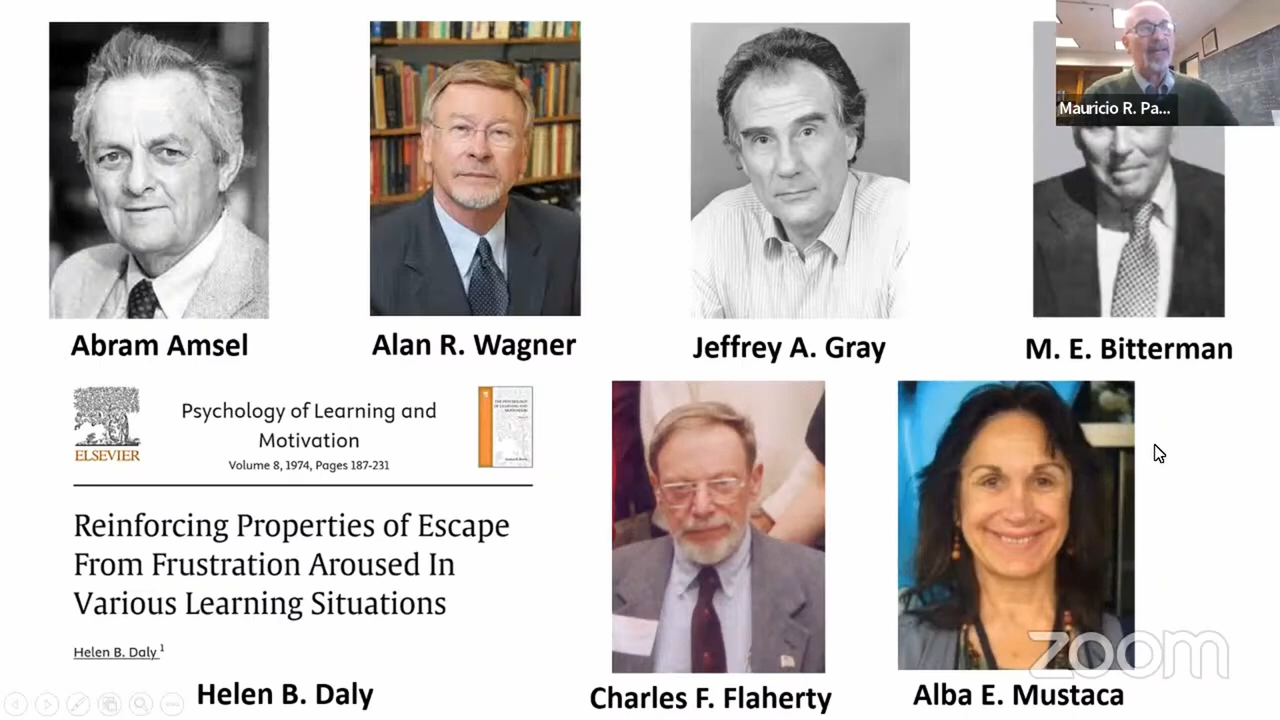 Mauricio R. Pa...
Abram Amsel
Alan R. Wagner
Jeffrey A. Gray
M. E. Bitterman
ELSEVIER
Psychology of Learning and
Motivation
Volume 8, 1974, Pages 187-231
Reinforcing Properties of Escape
From Frustration Aroused In
Various Learning Situations
Helen B. Daly 1
Helen B. Daly
Charles F. Flaherty
Alba E. Mustaca
zoom